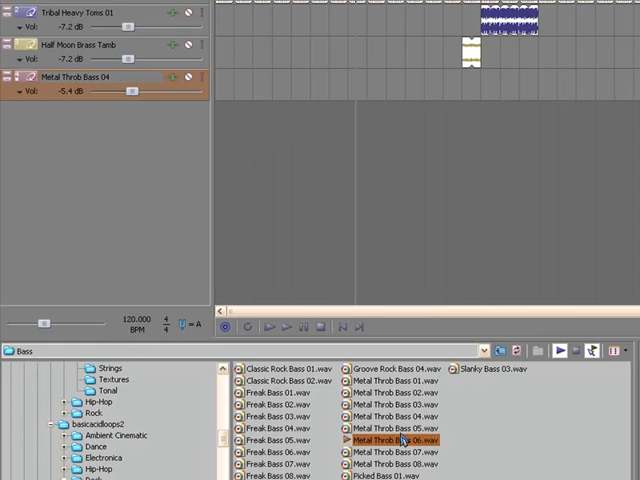 2 Tribal Heavy Toms 01
Vol: -7.2 dB
3 Half Moon Brass Tamb
Vol: -7.2 dB
4 Metal Throb Bass 04
Vol: -5.4 dB
120.000 BPM 4/4 =A
Bass
Strings
Textures
Tonal
Hip-Hop
Rock
basicacidloops2
Ambient Cinematic
Dance
Electronica
Hip-Hop
Rock
Classic Rock Bass 01.wav
Classic Rock Bass 02.wav
Freak Bass 01.wav
Freak Bass 02.wav
Freak Bass 03.wav
Freak Bass 04.wav
Freak Bass 05.wav
Freak Bass 06.wav
Freak Bass 07.wav
Freak Bass 08.wav
Groove Rock Bass 04.wav
Metal Throb Bass 01.wav
Metal Throb Bass 02.wav
Metal Throb Bass 03.wav
Metal Throb Bass 04.wav
Metal Throb Bass 05.wav
Metal Throb Bass 06.wav
Metal Throb Bass 07.wav
Metal Throb Bass 08.wav
Picked Bass 01.wav
Slanky Bass 03.wav